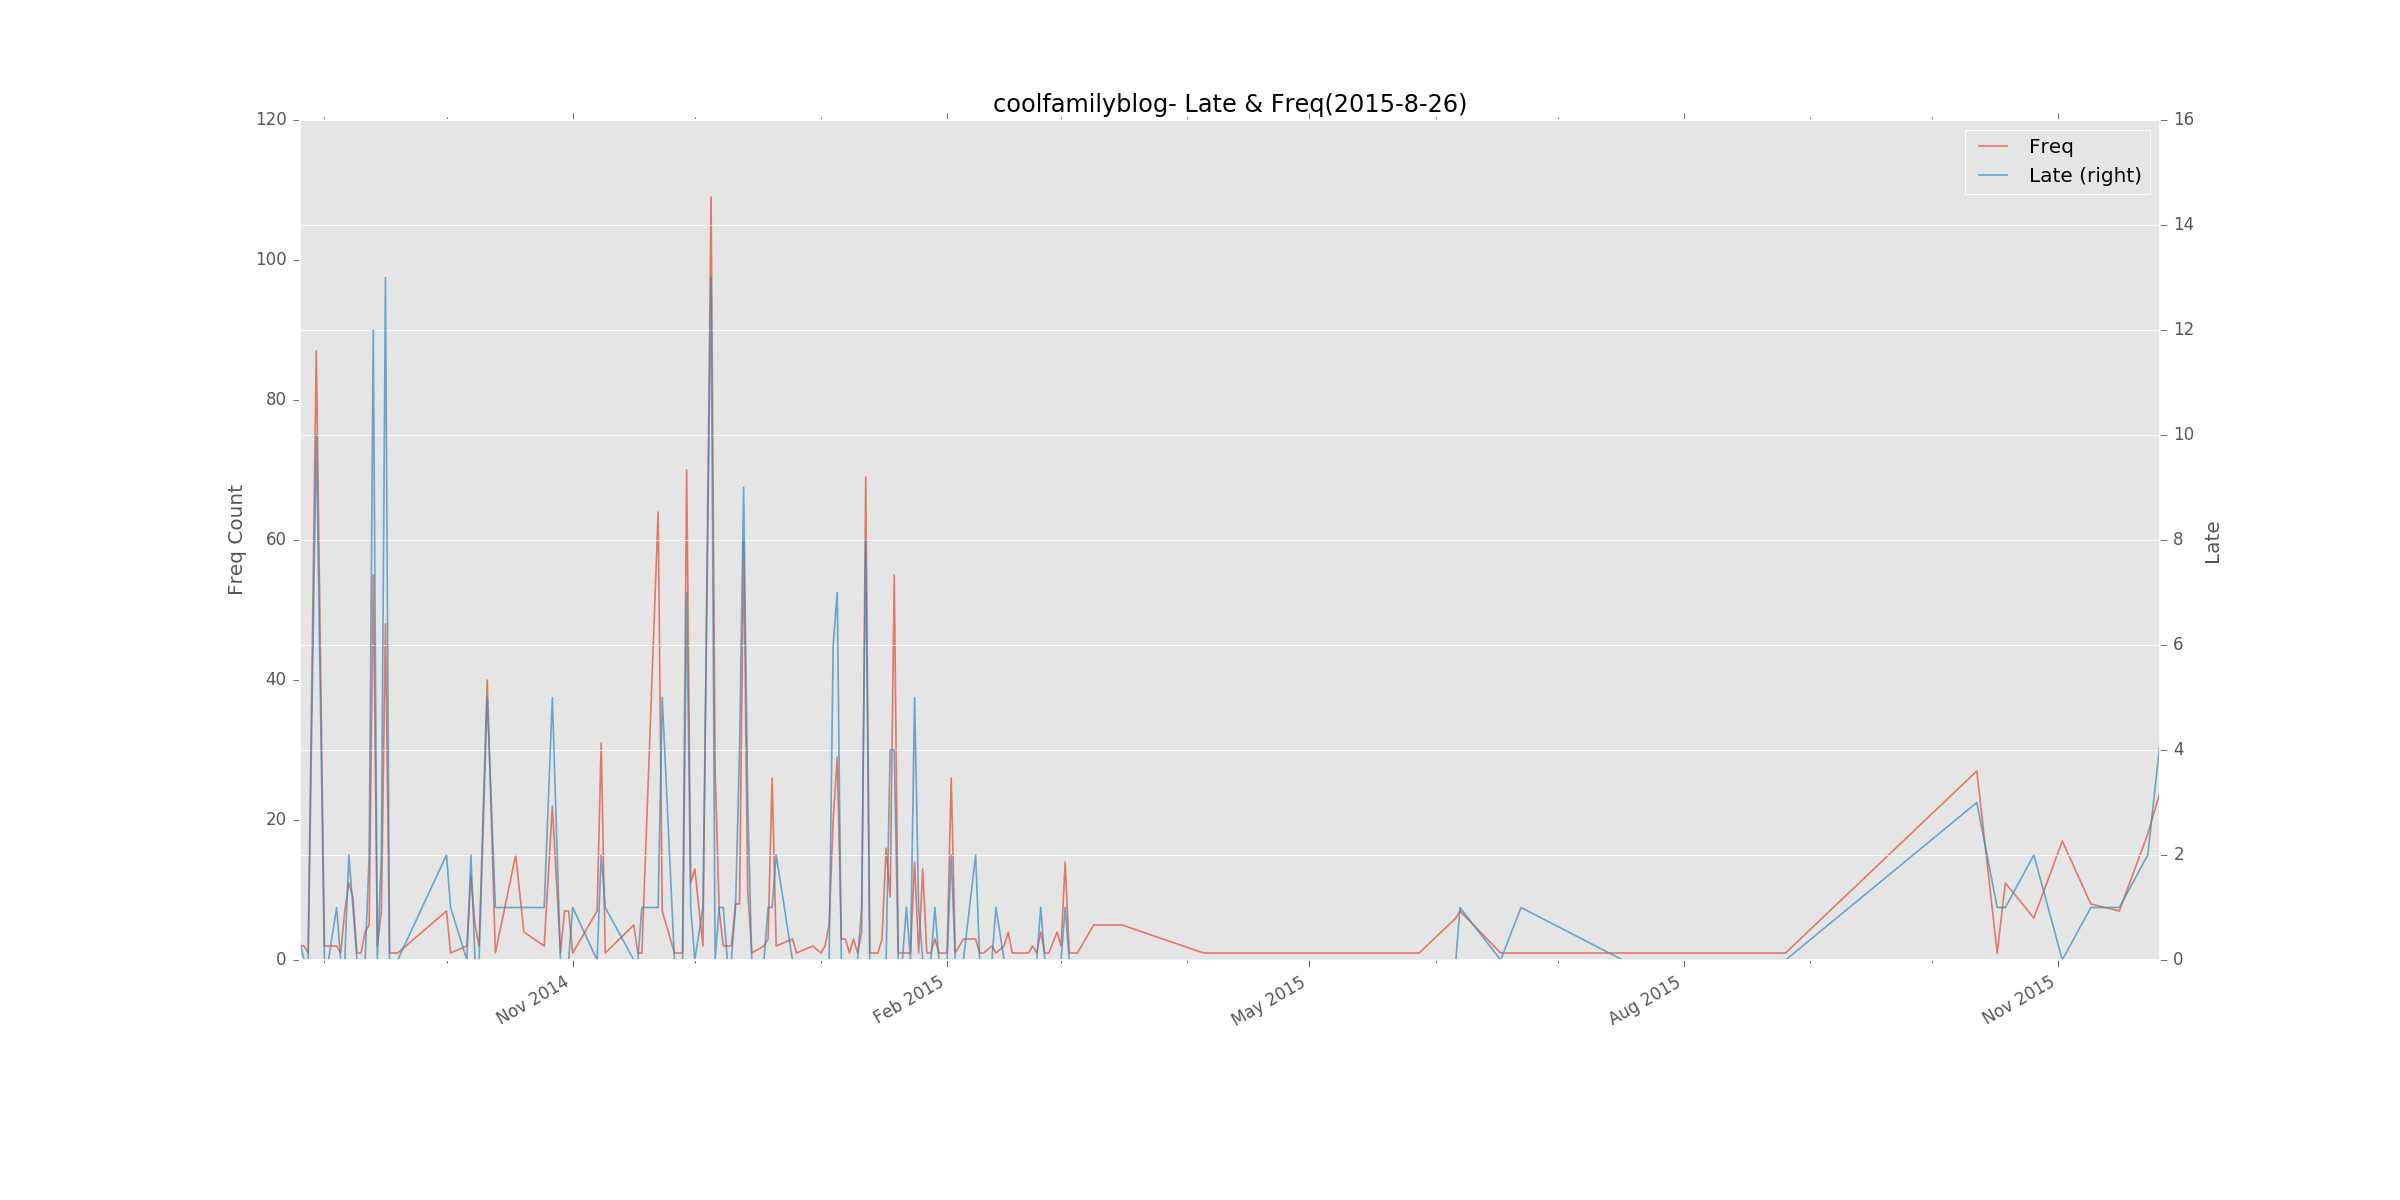 coolfamilyblog- Late & Freq(2015-8-26)
Freq
Late (right)
120
100
80
60
40
20
0
Freq Count
16
14
12
10
8
6
4
2
0
Late
Nov 2014
Feb 2015
May 2015
Aug 2015
Nov 2015